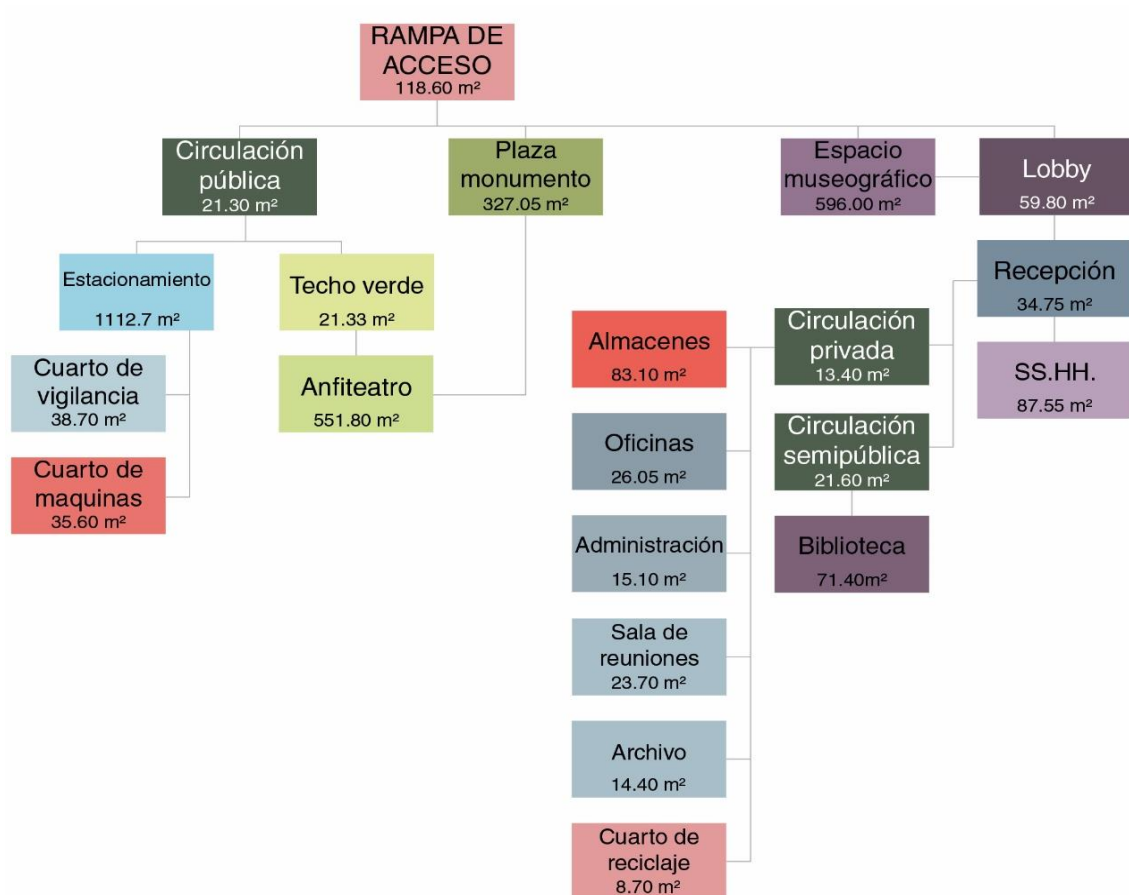 RAMPA DE
ACCESO
118.60 m²
Circulación
pública
21.30 m²
Plaza
monumento
327.05 m²
Espacio
museográfico
596.00 m²
Lobby
59.80 m²
Estacionamiento
1112.7 m²
Techo verde
21.33 m²
Recepción
34.75 m²
Almacenes
83.10 m²
Circulación
privada
13.40 m²
SS.HH.
87.55 m²
Cuarto de
vigilancia
38.70 m²
Anfiteatro
551.80 m²
Oficinas
26.05 m²
Circulación
semipública
21.60 m²
Cuarto de
maquinas
35.60 m²
Administración
15.10 m²
Biblioteca
71.40m²
Sala de
reuniones
23.70 m²
Archivo
14.40 m²
Cuarto de
reciclaje
8.70 m²